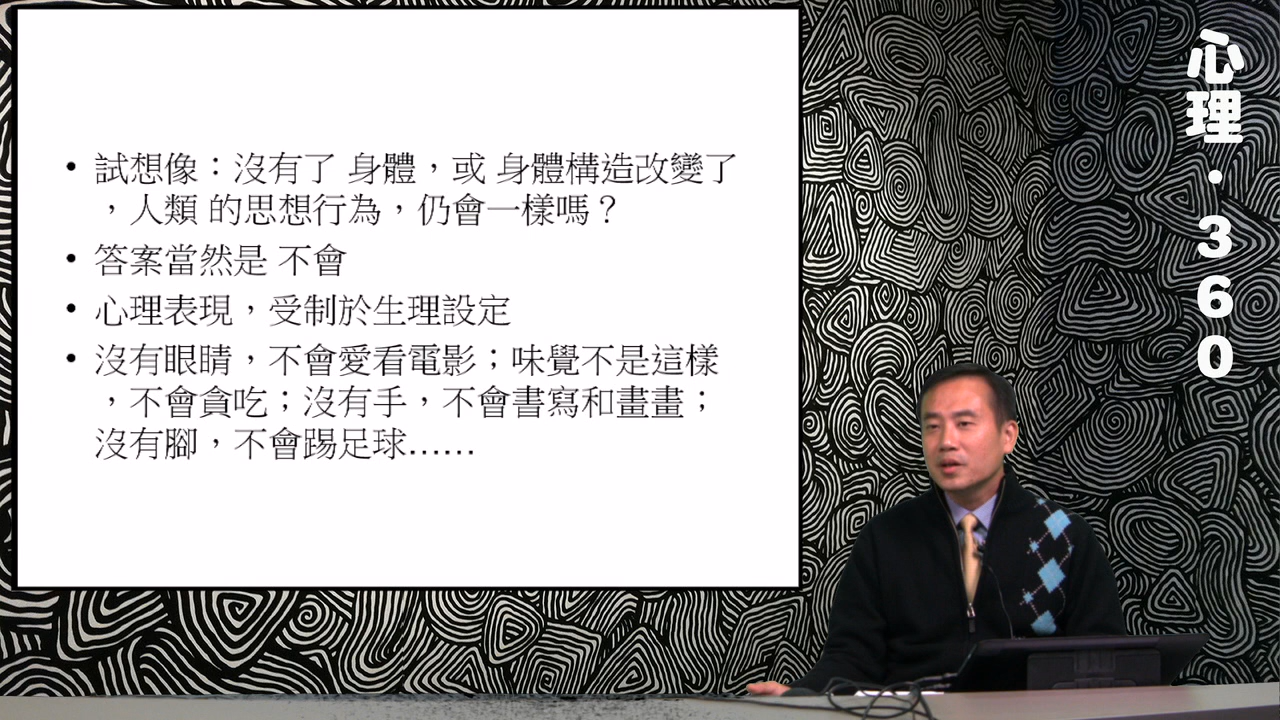 • 試想像：沒有了 身體，或 身體構造改變了
，人類 的思想行為，仍會一樣嗎？
• 答案當然是 不會
• 心理表現，受制於生理設定
• 沒有眼睛，不會愛看電影；味覺不是這樣
，不會貪吃；沒有手，不會書寫和畫畫；
沒有腳，不會踢足球……
心理·360